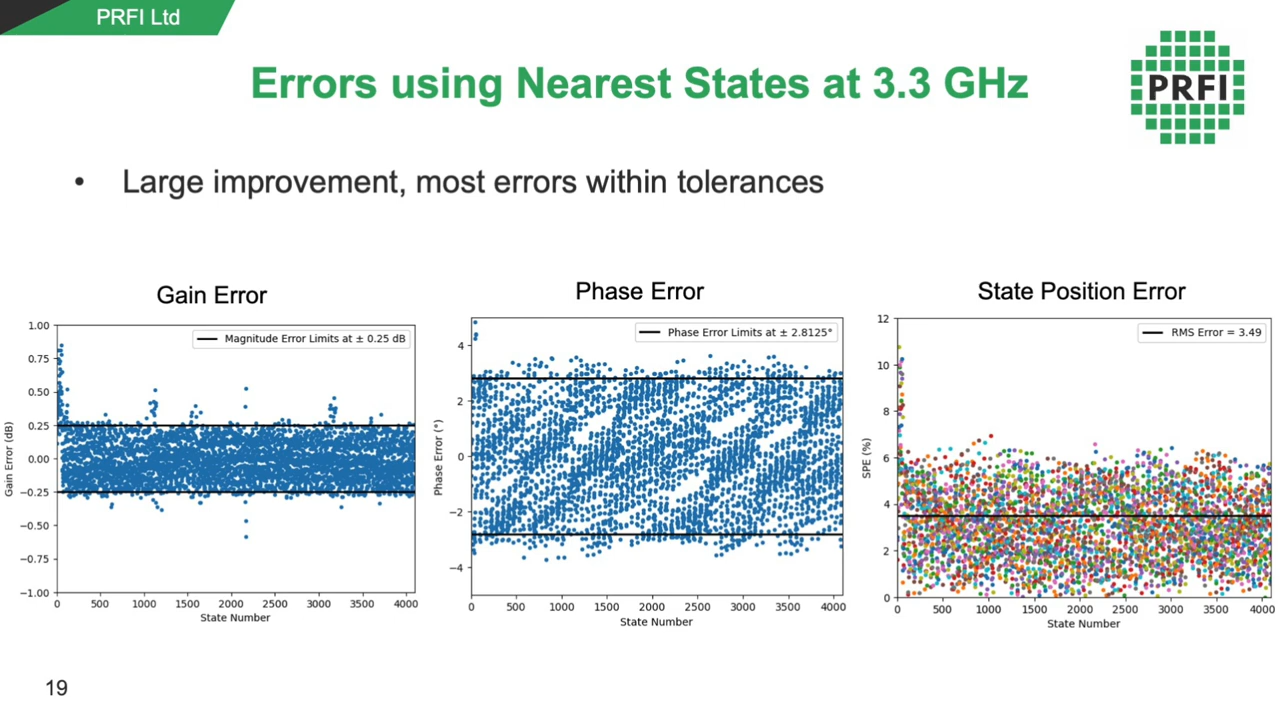 PRFI Ltd
PRFI
Errors using Nearest States at 3.3 GHz
• Large improvement, most errors within tolerances
Gain Error
Magnitude Error Limits at ± 0.25 dB
1.00
0.75
0.50
0.25
0.00
−0.25
−0.50
−0.75
−1.00
Gain Error (dB)
0 500 1000 1500 2000 2500 3000 3500 4000
State Number
Phase Error
Phase Error Limits at ± 2.8125°
4
2
0
−2
−4
Phase Error (°)
0 500 1000 1500 2000 2500 3000 3500 4000
State Number
State Position Error
RMS Error = 3.49
12
10
8
6
4
2
0
SPE (%)
0 500 1000 1500 2000 2500 3000 3500 4000
State Number
19